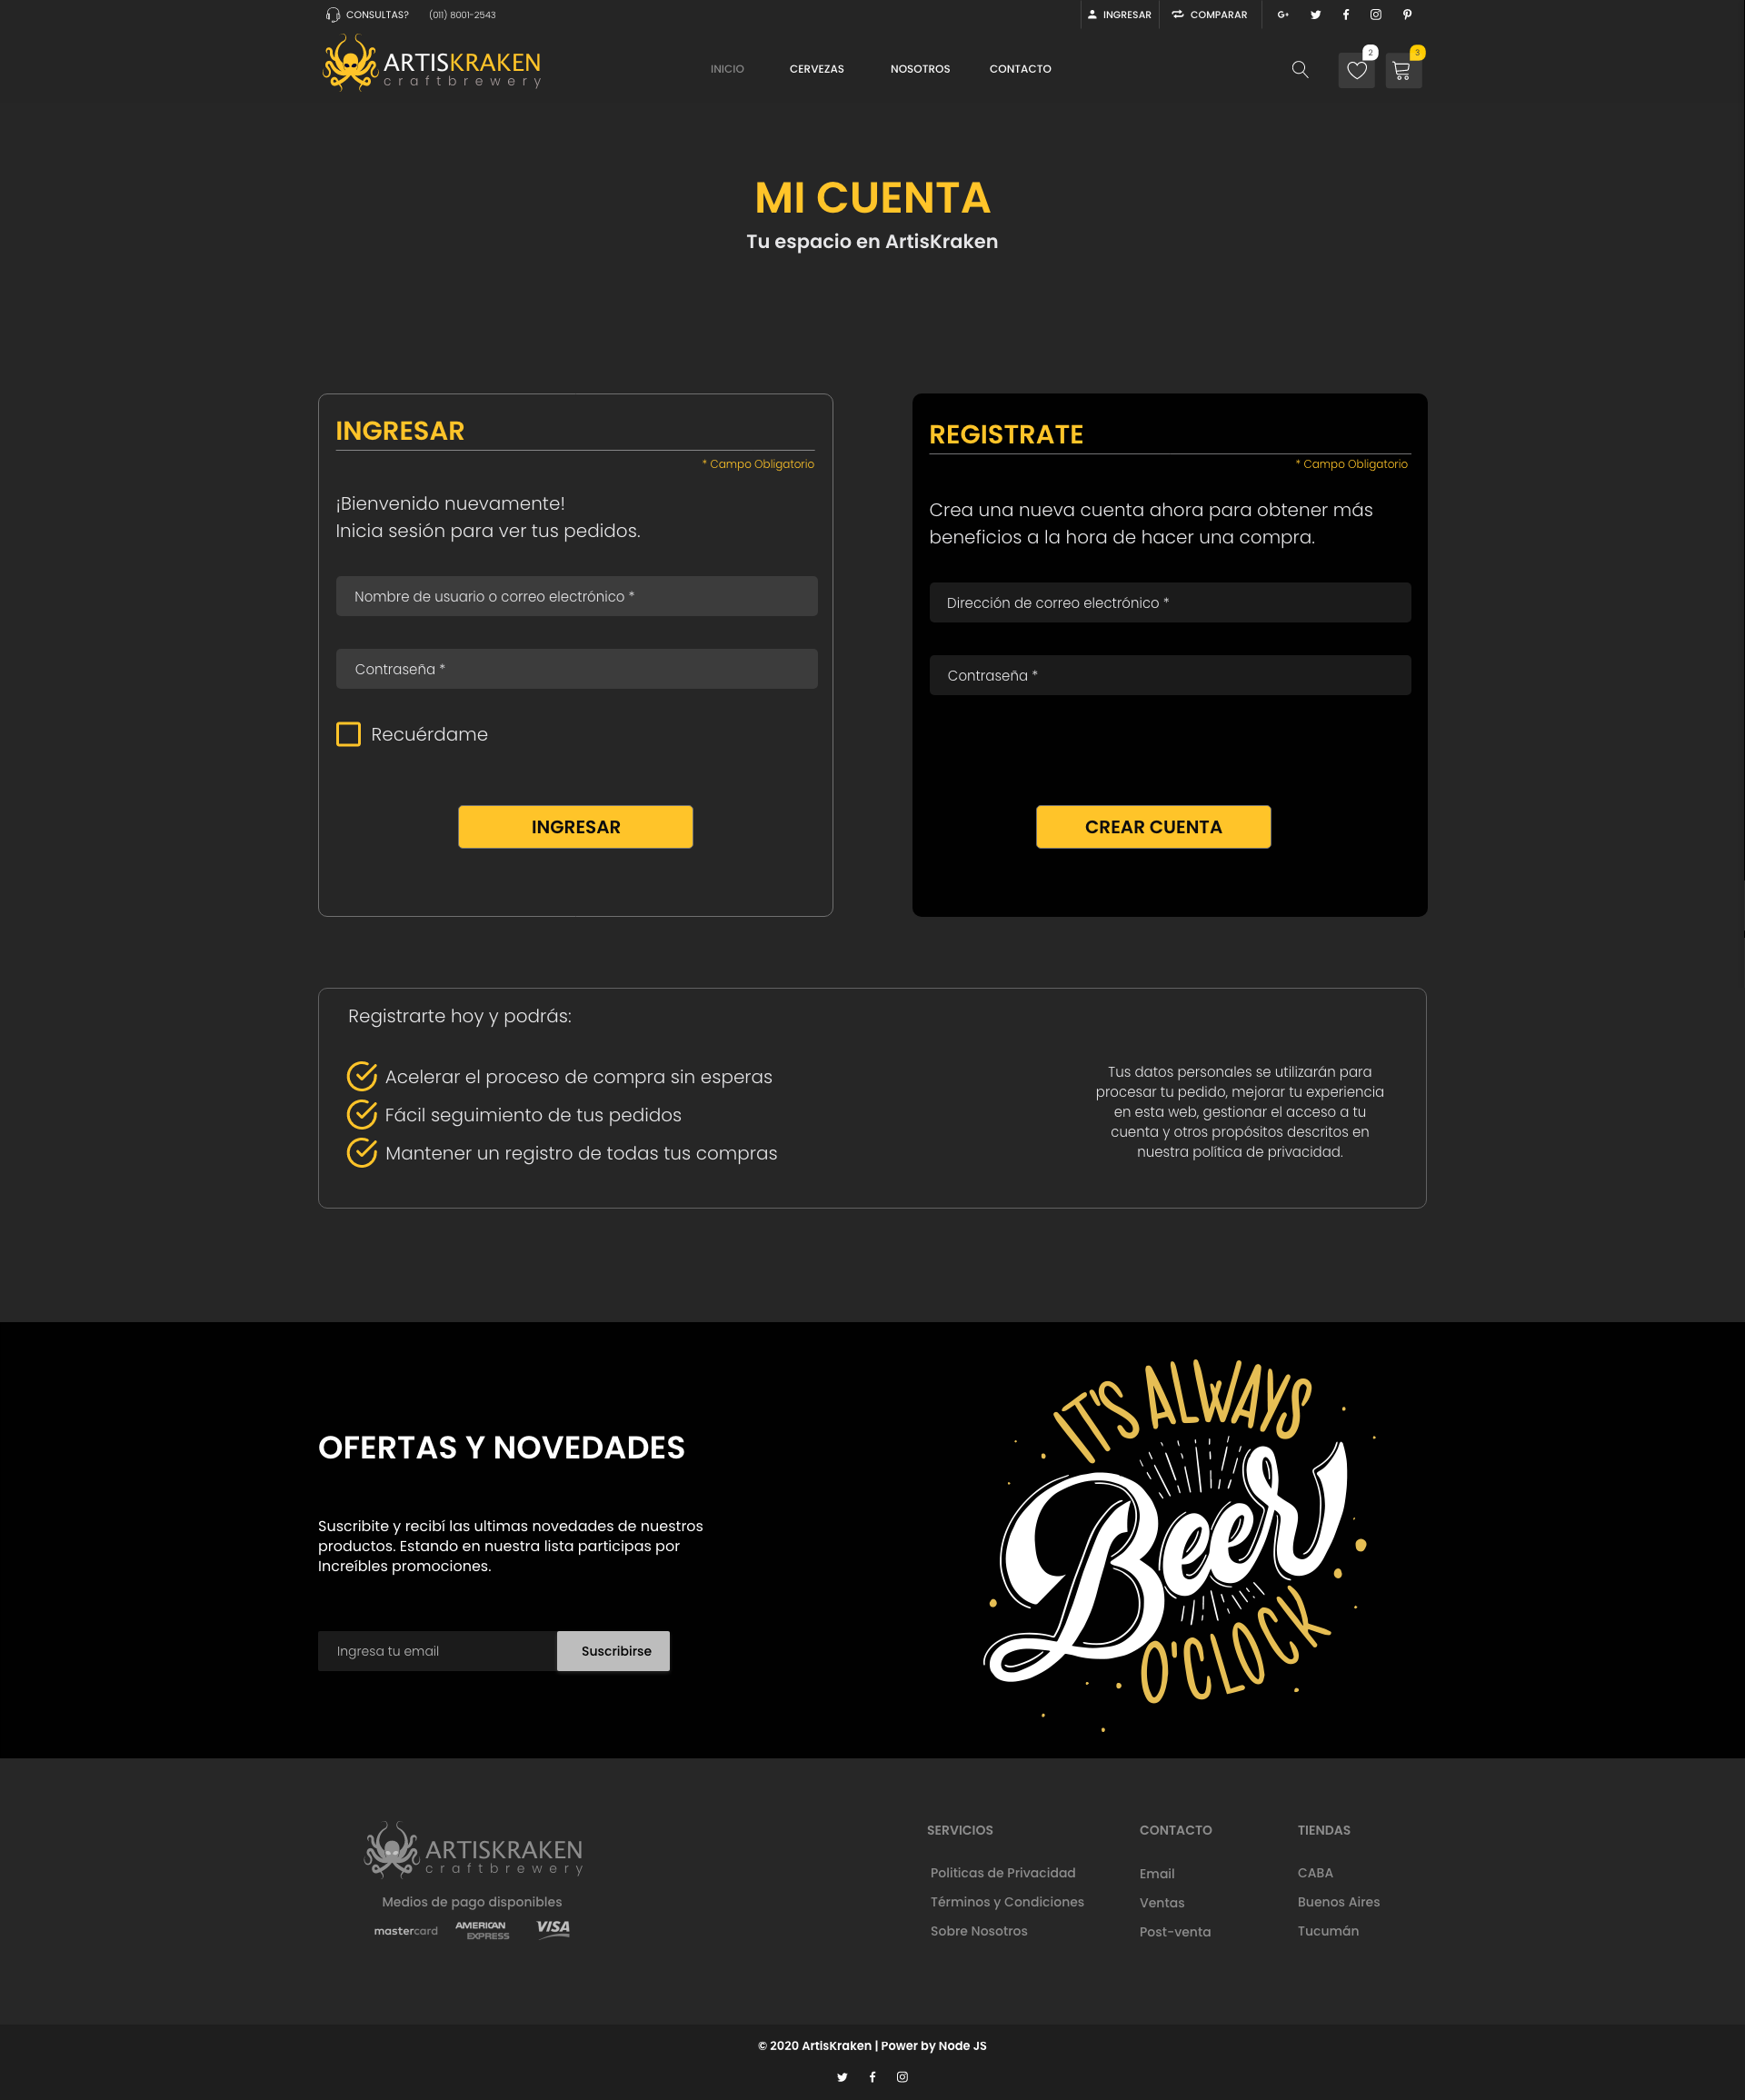 CONSULTAS? (011) 8001-2543
INGRESAR COMPARAR G+
ARTISKRAKEN
craftbrewery
INICIO CERVEZAS NOSOTROS CONTACTO
2
3
MI CUENTA
Tu espacio en ArtisKraken
INGRESAR
* Campo Obligatorio
¡Bienvenido nuevamente!
Inicia sesión para ver tus pedidos.
Nombre de usuario o correo electrónico *
Contraseña *
Recuérdame
INGRESAR
REGISTRATE
* Campo Obligatorio
Crea una nueva cuenta ahora para obtener más
beneficios a la hora de hacer una compra.
Dirección de correo electrónico *
Contraseña *
CREAR CUENTA
Registrarte hoy y podrás:
Acelerar el proceso de compra sin esperas
Fácil seguimiento de tus pedidos
Mantener un registro de todas tus compras
Tus datos personales se utilizarán para
procesar tu pedido, mejorar tu experiencia
en esta web, gestionar el acceso a tu
cuenta y otros propósitos descritos en
nuestra política de privacidad.
OFERTAS Y NOVEDADES
Suscribite y recibí las ultimas novedades de nuestros
productos. Estando en nuestra lista participas por
Increíbles promociones.
Ingresa tu email
Suscribirse
IT'S ALWAYS
Beer
O'CLOCK
ARTISKRAKEN
craftbrewery
Medios de pago disponibles
mastercard AMERICAN EXPRESS VISA
SERVICIOS
Politicas de Privacidad
Términos y Condiciones
Sobre Nosotros
CONTACTO
Email
Ventas
Post-venta
TIENDAS
CABA
Buenos Aires
Tucumán
© 2020 ArtisKraken | Power by Node JS